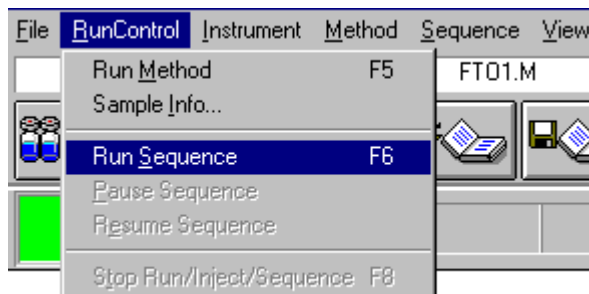 File RunControl Instrument Method Sequence View
Run Method F5 FTO1.M
Sample Info...
Run Sequence F6
Pause Sequence
Resume Sequence
Stop Run/Inject/Sequence F8